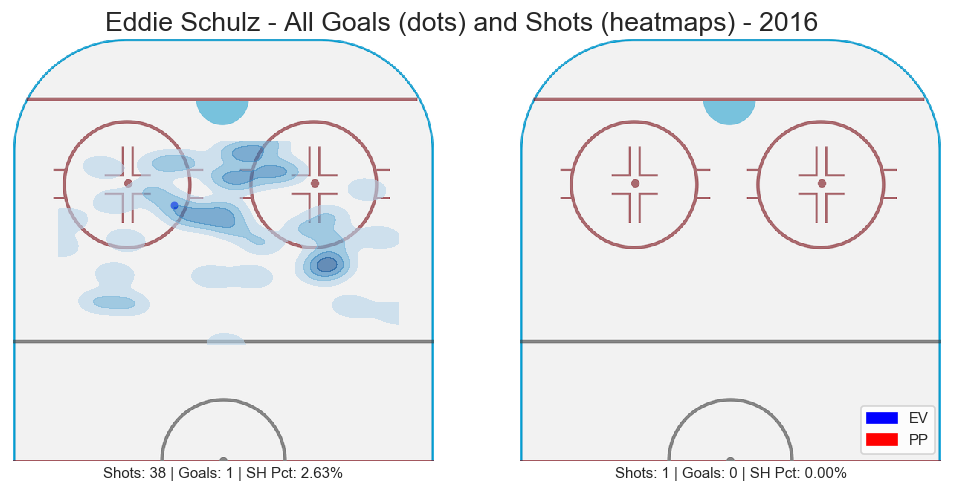 Eddie Schulz - All Goals (dots) and Shots (heatmaps) - 2016
EV
PP
Shots: 38 | Goals: 1 | SH Pct: 2.63%
Shots: 1 | Goals: 0 | SH Pct: 0.00%